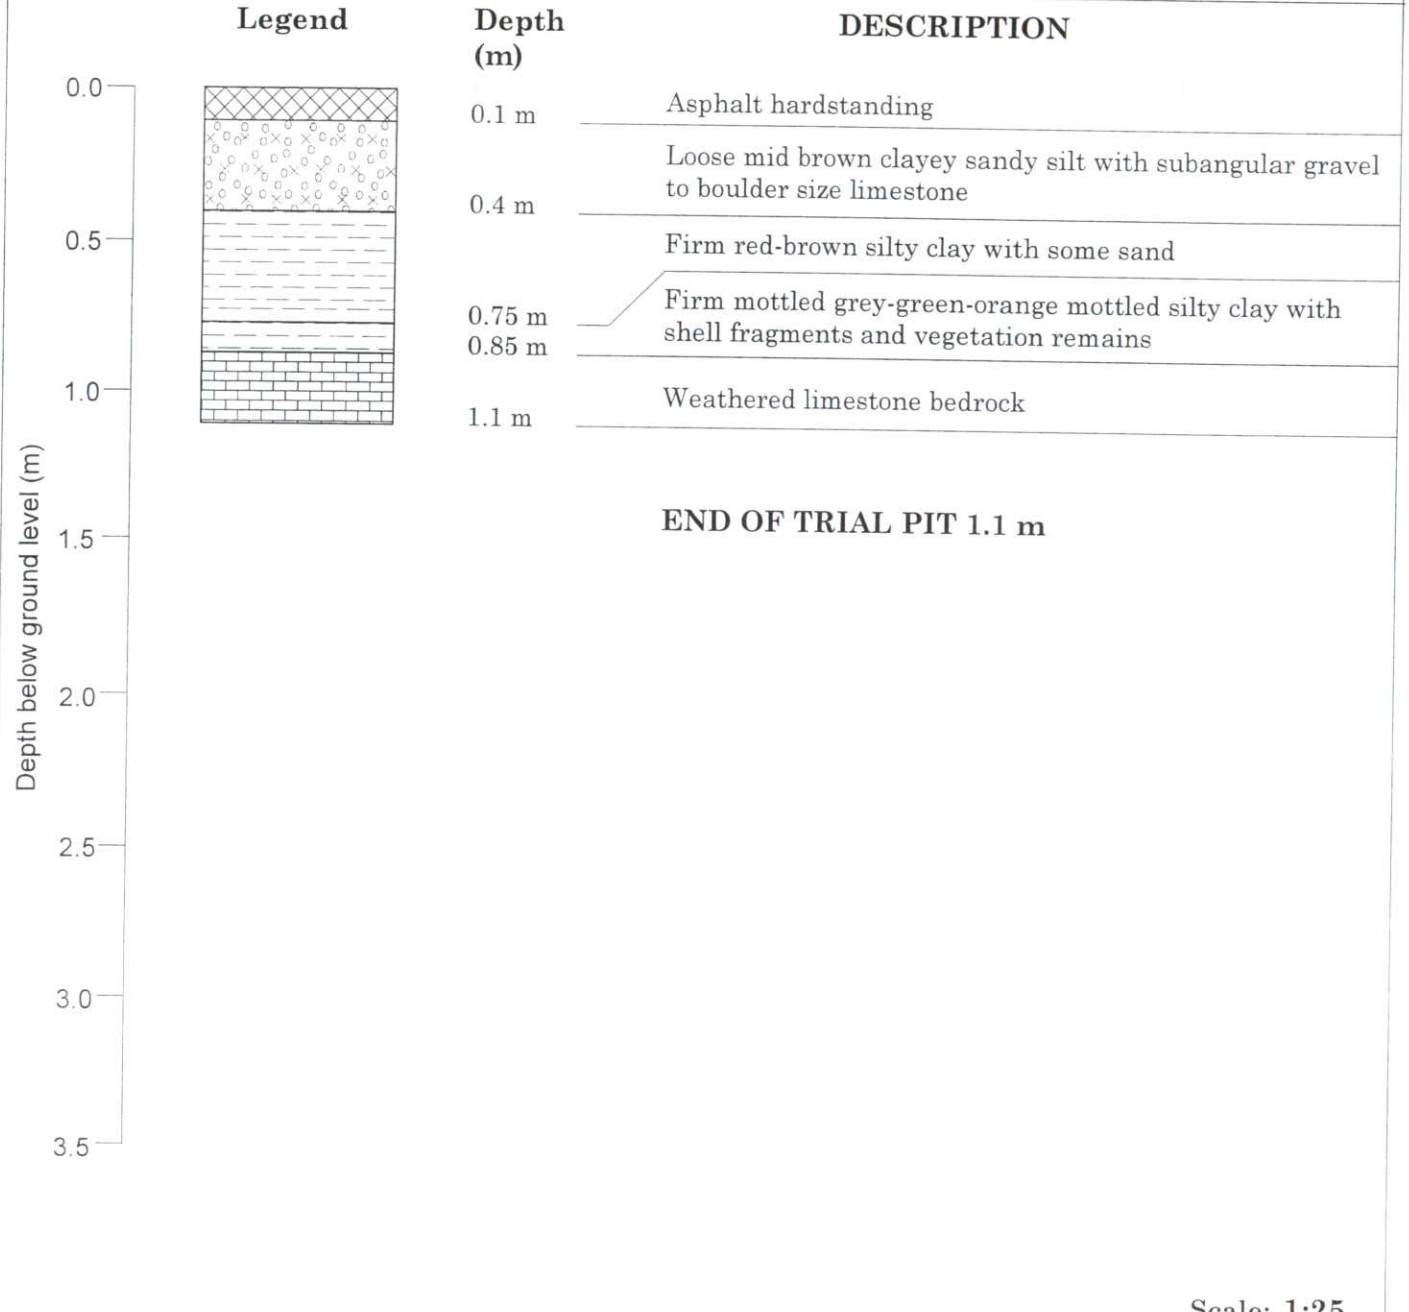 Legend
Depth
(m)
DESCRIPTION
0.0
0.1 m
Asphalt hardstanding
Loose mid brown clayey sandy silt with subangular gravel
to boulder size limestone
0.4 m
0.5
Firm red-brown silty clay with some sand
0.75 m
Firm mottled grey-green-orange mottled silty clay with
shell fragments and vegetation remains
0.85 m
1.0
Weathered limestone bedrock
1.1 m
END OF TRIAL PIT 1.1 m
1.5
Depth below ground level (m)
2.0
2.5
3.0
3.5
Scale: 1:25